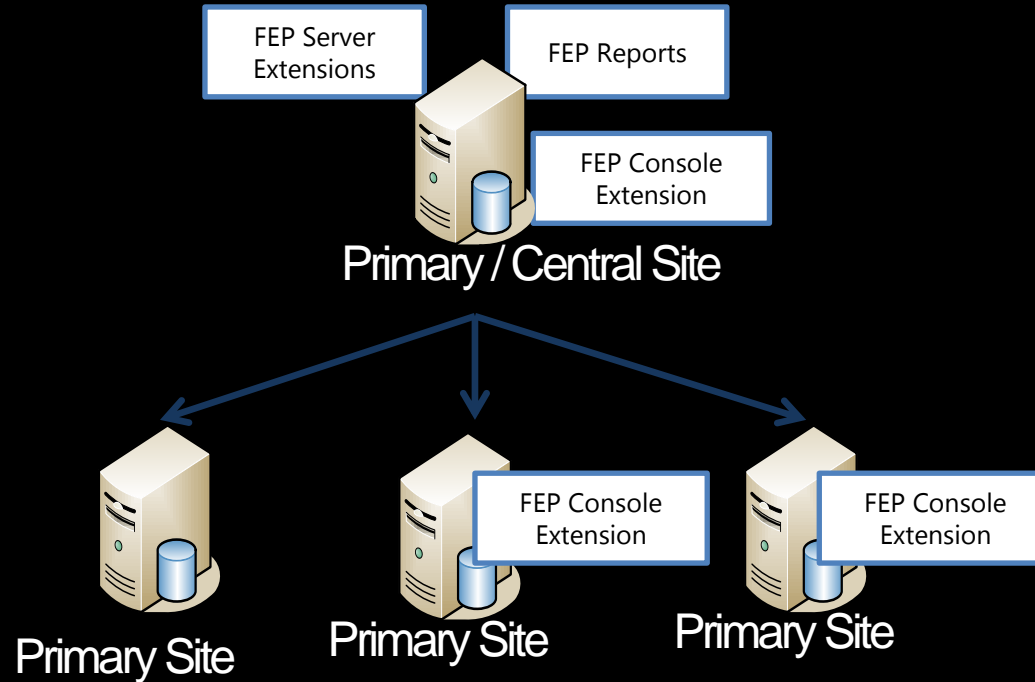 FEP Server
Extensions
FEP Reports
FEP Console
Extension
Primary / Central Site
FEP Console
Extension
FEP Console
Extension
Primary Site
Primary Site
Primary Site